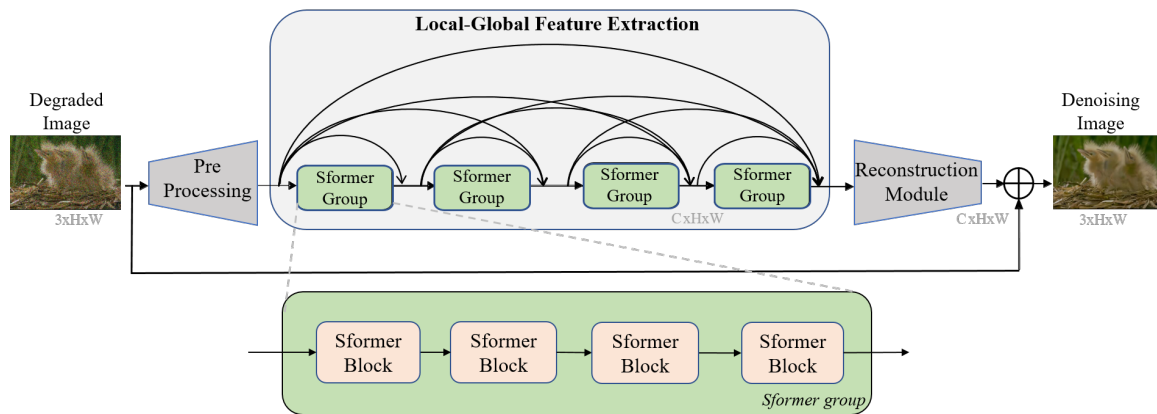 Local-Global Feature Extraction
Degraded
Image
3xHxW
Pre
Processing
Sformer
Group
Sformer
Group
Sformer
Group
CxHxW
Sformer
Group
Reconstruction
Module
CxHxW
Denoising
Image
3xHxW
Sformer
Block
Sformer
Block
Sformer
Block
Sformer
Block
Sformer group